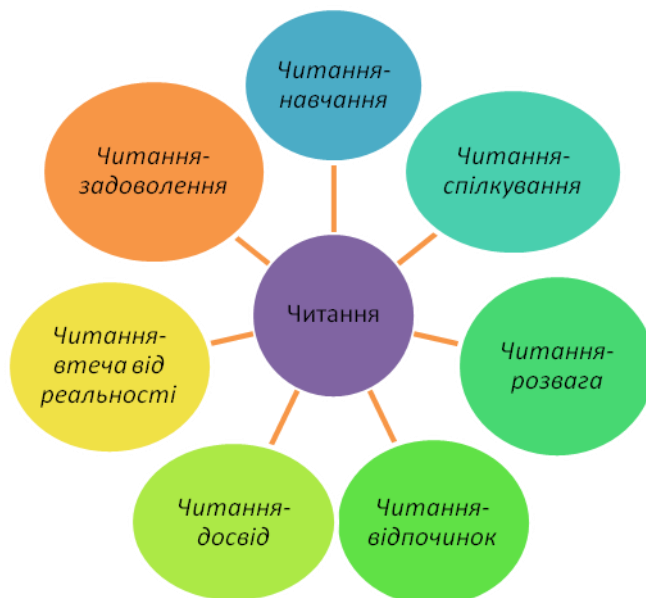 Читання-
навчання
Читання-
спілкування
Читання-
розвага
Читання-
відпочинок
Читання-
досвід
Читання-
втеча від
реальності
Читання-
задоволення
Читання